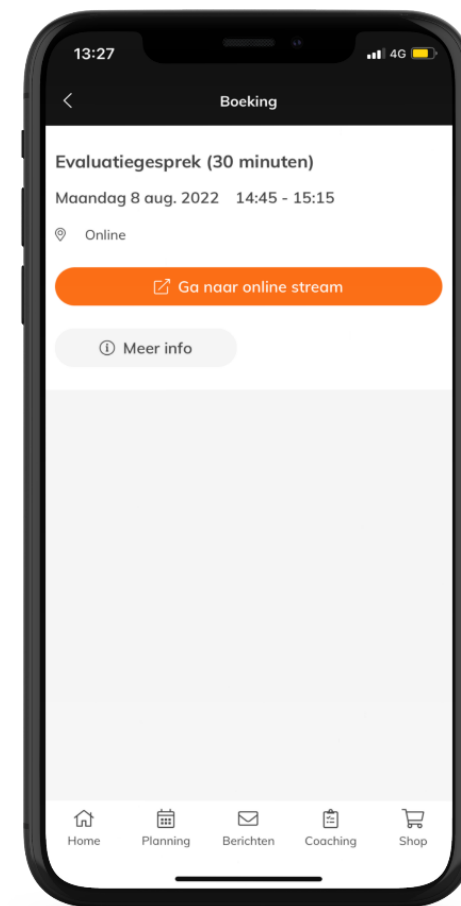 13:27
4G
Boeking
Evaluatiegesprek (30 minuten)
Maandag 8 aug. 2022 14:45 - 15:15
Online
Ga naar online stream
Meer info
Home Planning Berichten Coaching Shop